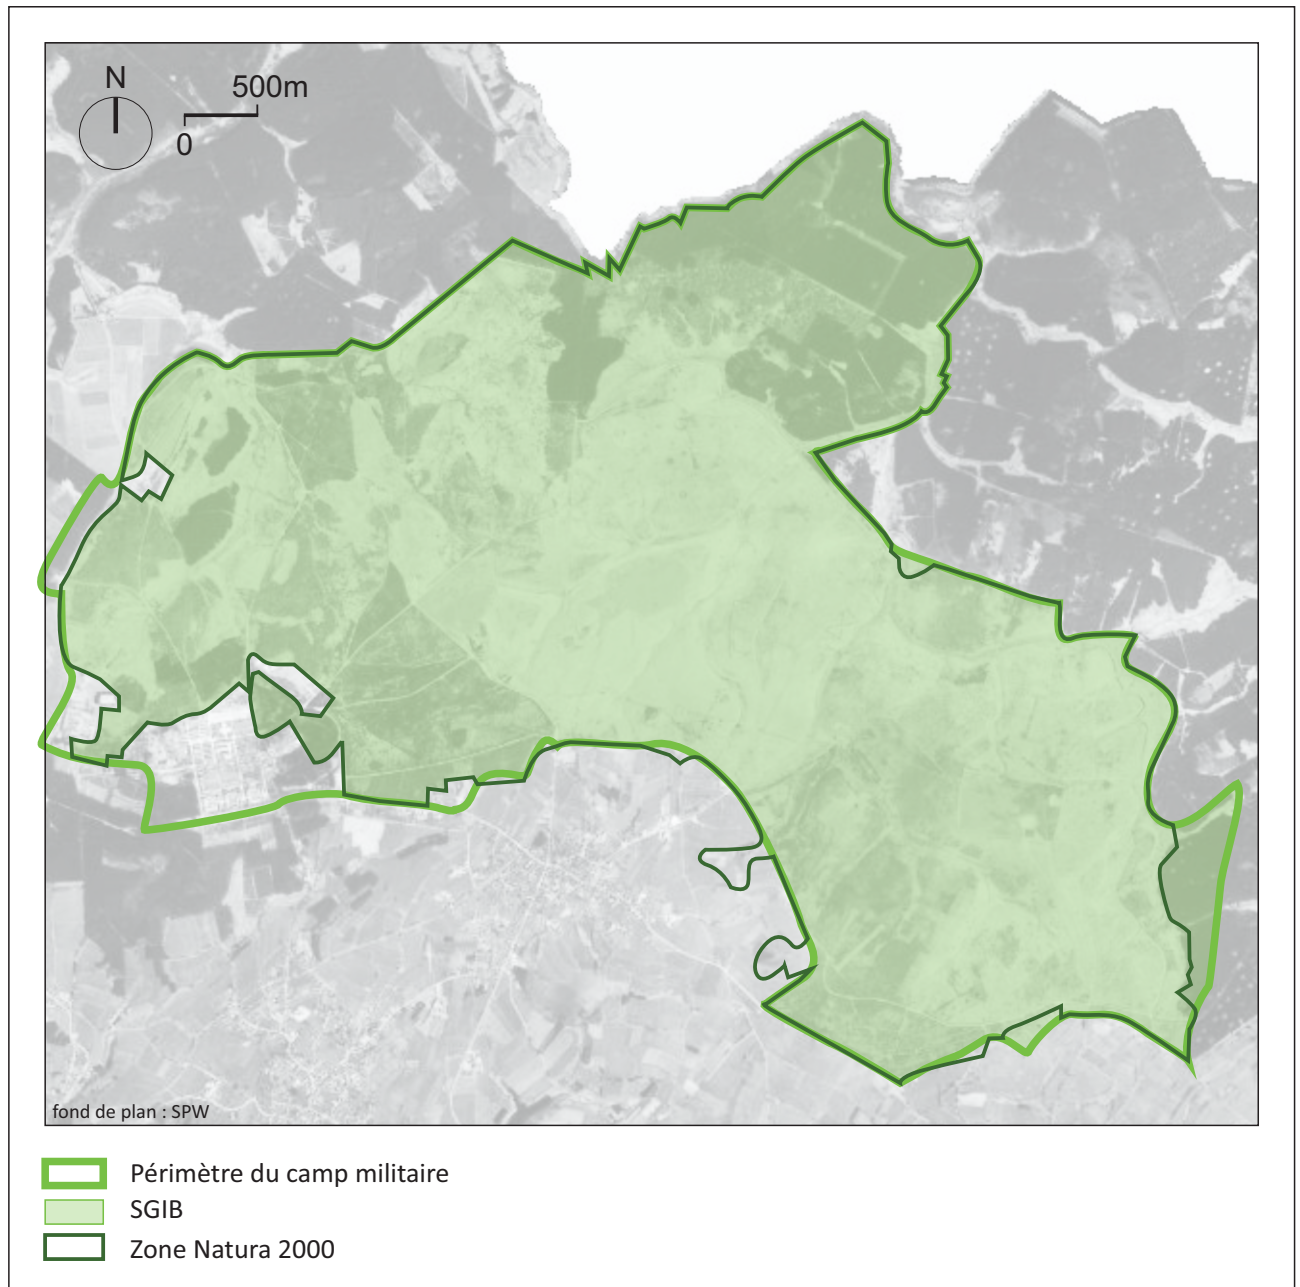 N
500m
0
fond de plan : SPW
Périmètre du camp militaire
SGIB
Zone Natura 2000